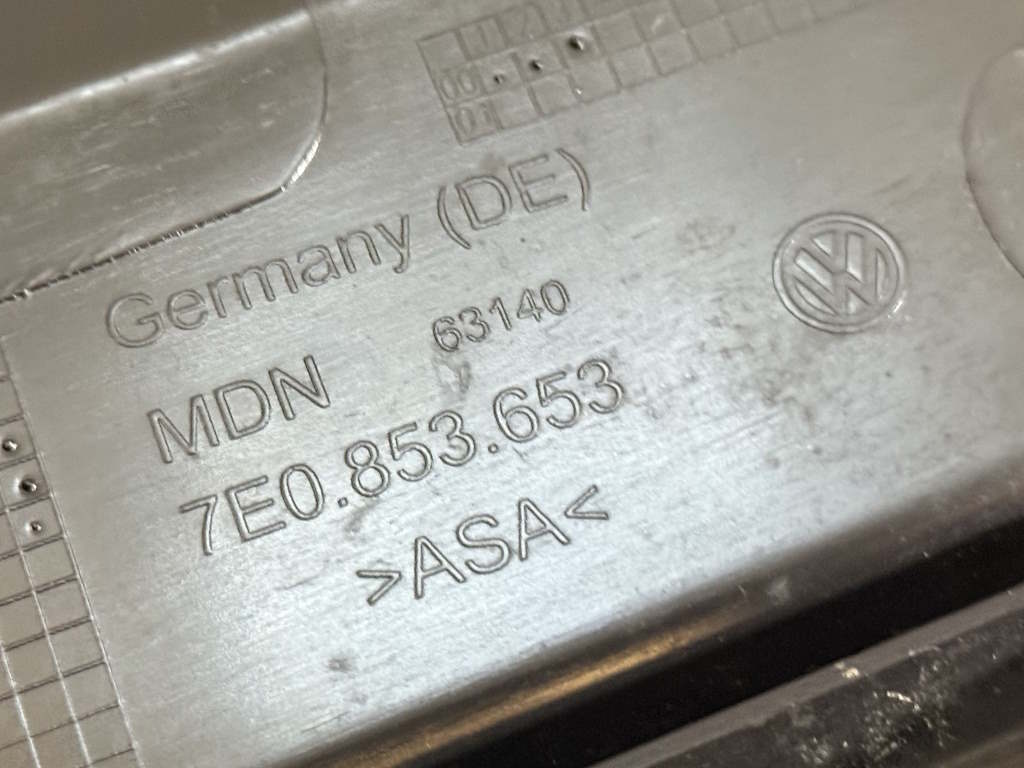 Germany (DE)
63140
MDN
7E0.853.653
>ASA<